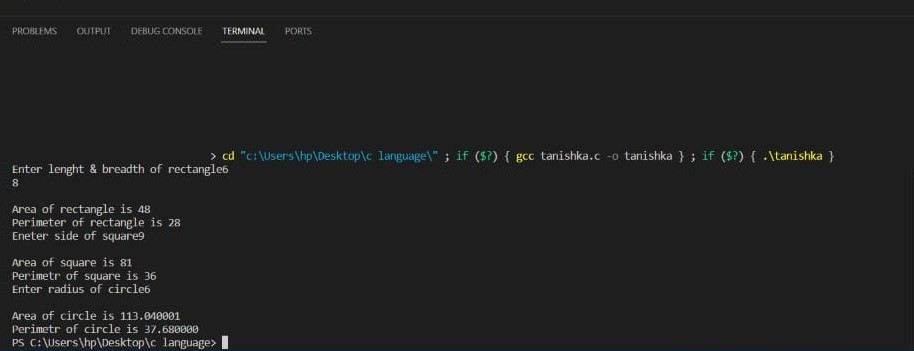 PROBLEMS OUTPUT DEBUG CONSOLE TERMINAL PORTS
> cd "c:\Users\hp\Desktop\c language\" ; if ($?) { gcc tanishka.c -o tanishka } ; if ($?) { .\tanishka }
Enter lenght & breadth of rectangle6
8
Area of rectangle is 48
Perimeter of rectangle is 28
Eneter side of square9
Area of square is 81
Perimetr of square is 36
Enter radius of circle6
Area of circle is 113.040001
Perimetr of circle is 37.680000
PS C:\Users\hp\Desktop\c language>